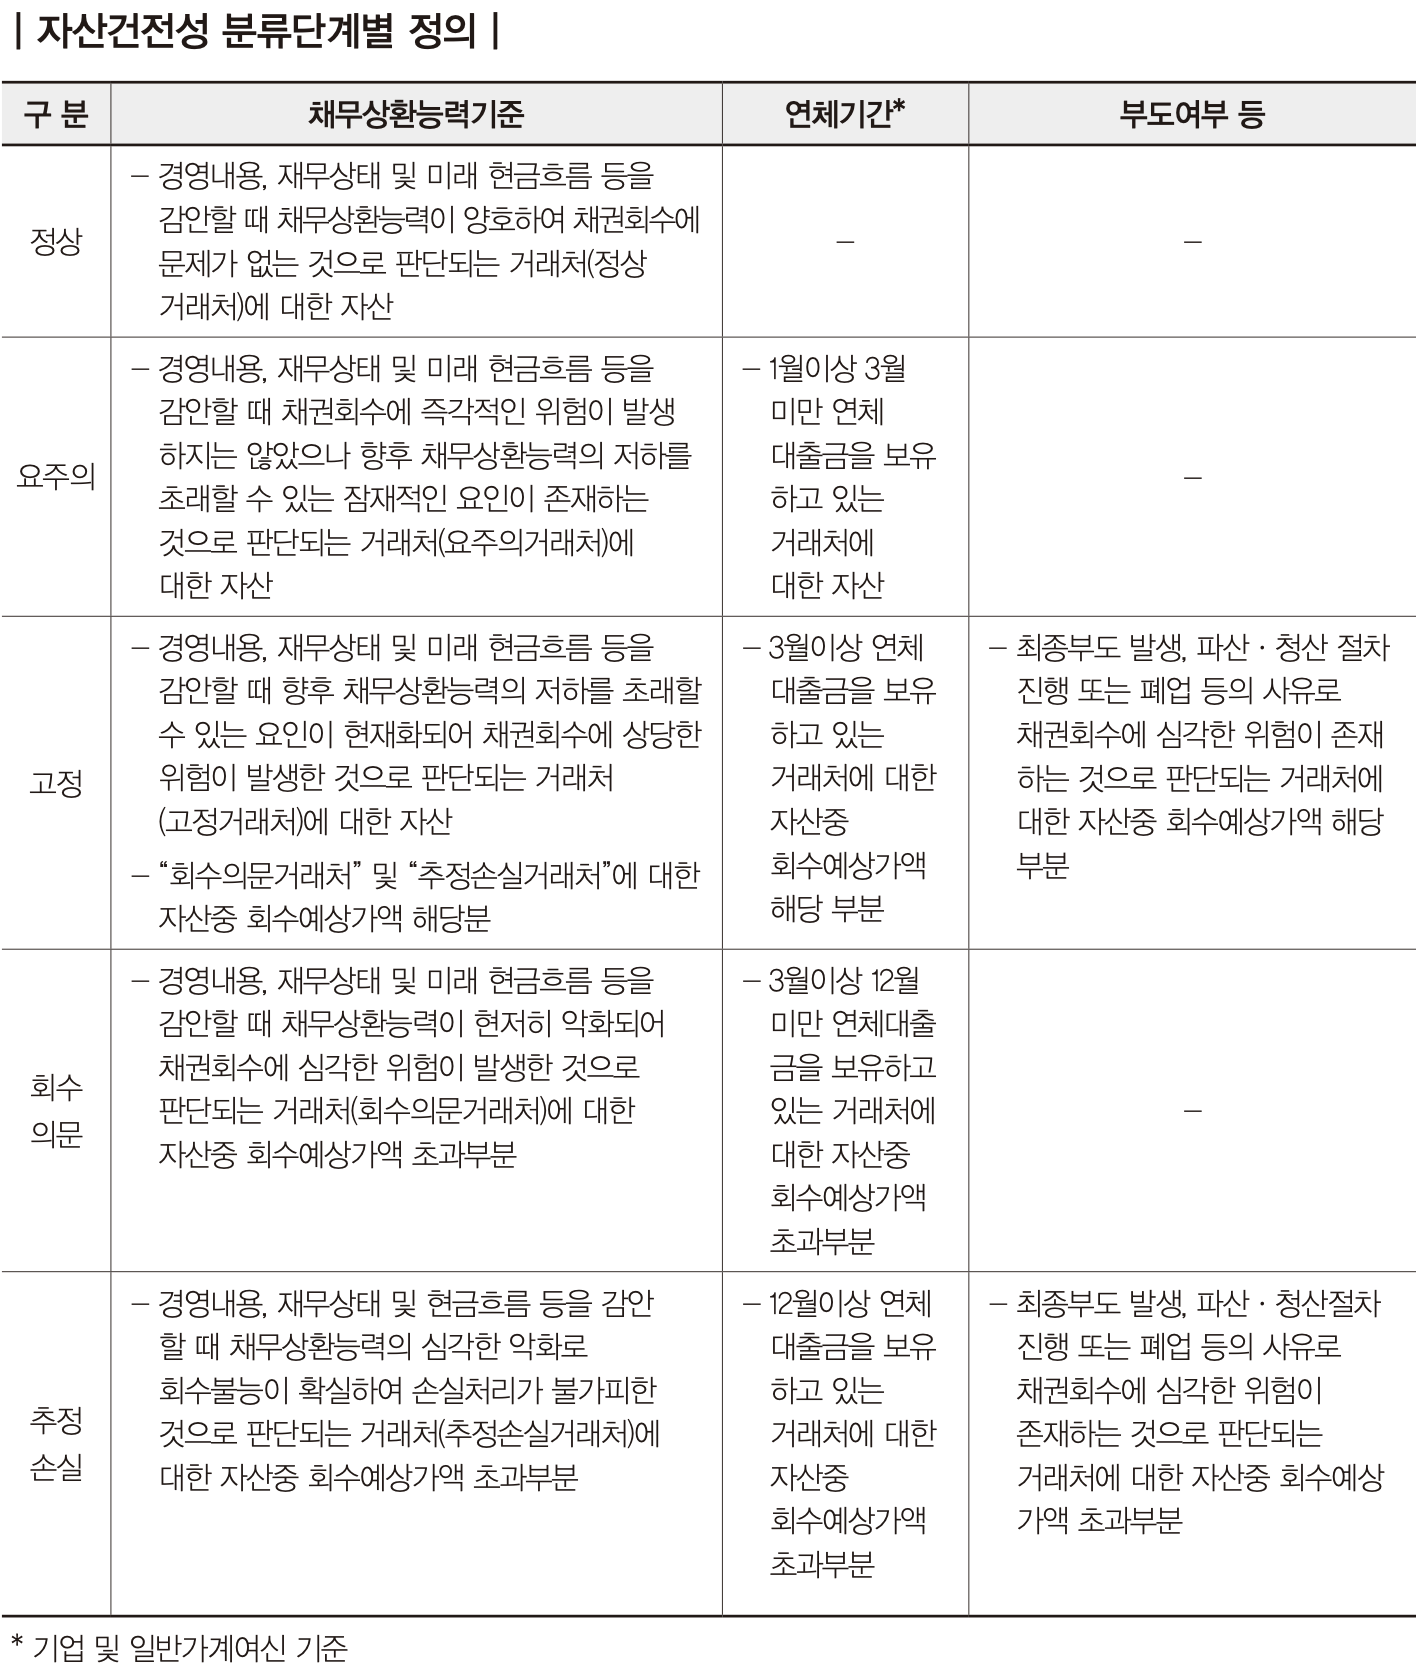 | 자산건전성 분류단계별 정의 |
구 분
채무상환능력기준
연체기간*
부도여부 등
정상
– 경영내용, 재무상태 및 미래 현금흐름 등을
감안할 때 채무상환능력이 양호하여 채권회수에
문제가 없는 것으로 판단되는 거래처(정상
거래처)에 대한 자산
–
–
요주의
– 경영내용, 재무상태 및 미래 현금흐름 등을
감안할 때 채권회수에 즉각적인 위험이 발생
하지는 않았으나 향후 채무상환능력의 저하를
초래할 수 있는 잠재적인 요인이 존재하는
것으로 판단되는 거래처(요주의거래처)에
대한 자산
– 1월이상 3월
미만 연체
대출금을 보유
하고 있는
거래처에
대한 자산
–
고정
– 경영내용, 재무상태 및 미래 현금흐름 등을
감안할 때 향후 채무상환능력의 저하를 초래할
수 있는 요인이 현재화되어 채권회수에 상당한
위험이 발생한 것으로 판단되는 거래처
(고정거래처)에 대한 자산
– “회수의문거래처” 및 “추정손실거래처”에 대한
자산중 회수예상가액 해당분
– 3월이상 연체
대출금을 보유
하고 있는
거래처에 대한
자산중
회수예상가액
해당 부분
– 최종부도 발생, 파산 · 청산 절차
진행 또는 폐업 등의 사유로
채권회수에 심각한 위험이 존재
하는 것으로 판단되는 거래처에
대한 자산중 회수예상가액 해당
부분
회수
의문
– 경영내용, 재무상태 및 미래 현금흐름 등을
감안할 때 채무상환능력이 현저히 악화되어
채권회수에 심각한 위험이 발생한 것으로
판단되는 거래처(회수의문거래처)에 대한
자산중 회수예상가액 초과부분
– 3월이상 12월
미만 연체대출
금을 보유하고
있는 거래처에
대한 자산중
회수예상가액
초과부분
–
추정
손실
– 경영내용, 재무상태 및 현금흐름 등을 감안
할 때 채무상환능력의 심각한 악화로
회수불능이 확실하여 손실처리가 불가피한
것으로 판단되는 거래처(추정손실거래처)에
대한 자산중 회수예상가액 초과부분
– 12월이상 연체
대출금을 보유
하고 있는
거래처에 대한
자산중
회수예상가액
초과부분
– 최종부도 발생, 파산 · 청산절차
진행 또는 폐업 등의 사유로
채권회수에 심각한 위험이
존재하는 것으로 판단되는
거래처에 대한 자산중 회수예상
가액 초과부분
* 기업 및 일반가계여신 기준